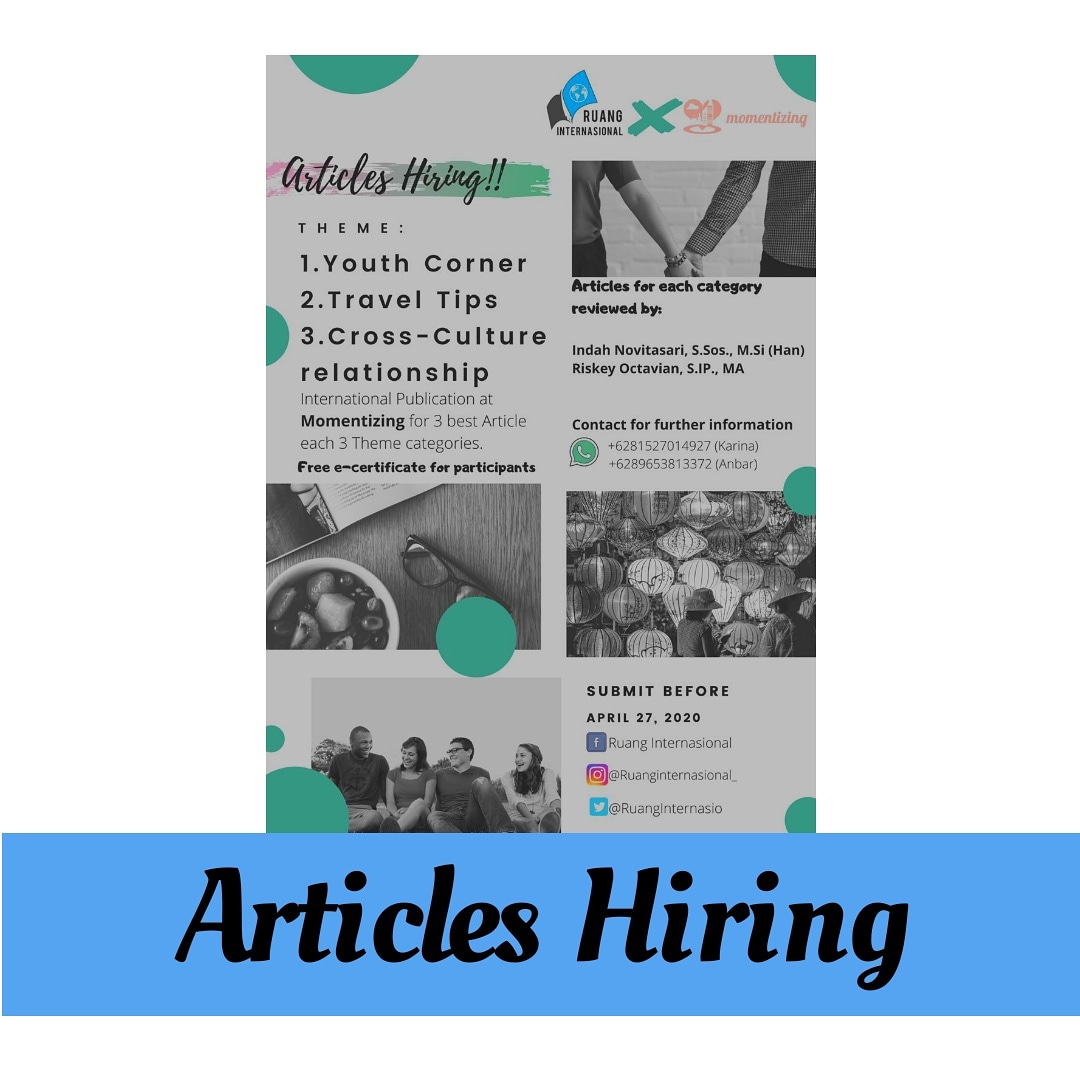 RUANG
INTERNASIONAL
momentizing
Articles Hiring!!
THEME:
1.Youth Corner
2.Travel Tips
3.Cross-Culture
relationship
International Publication at
Momentizing for 3 best Article
each 3 Theme categories.
Free e-certificate for participants
Articles for each category
reviewed by:
Indah Novitasari, S.Sos., M.Si (Han)
Riskey Octavian, S.IP., MA
Contact for further information
+6281527014927 (Karina)
+6289653813372 (Anbar)
SUBMIT BEFORE
APRIL 27, 2020
Ruang Internasional
@Ruanginternasional_
@RuangInternasio
Articles Hiring